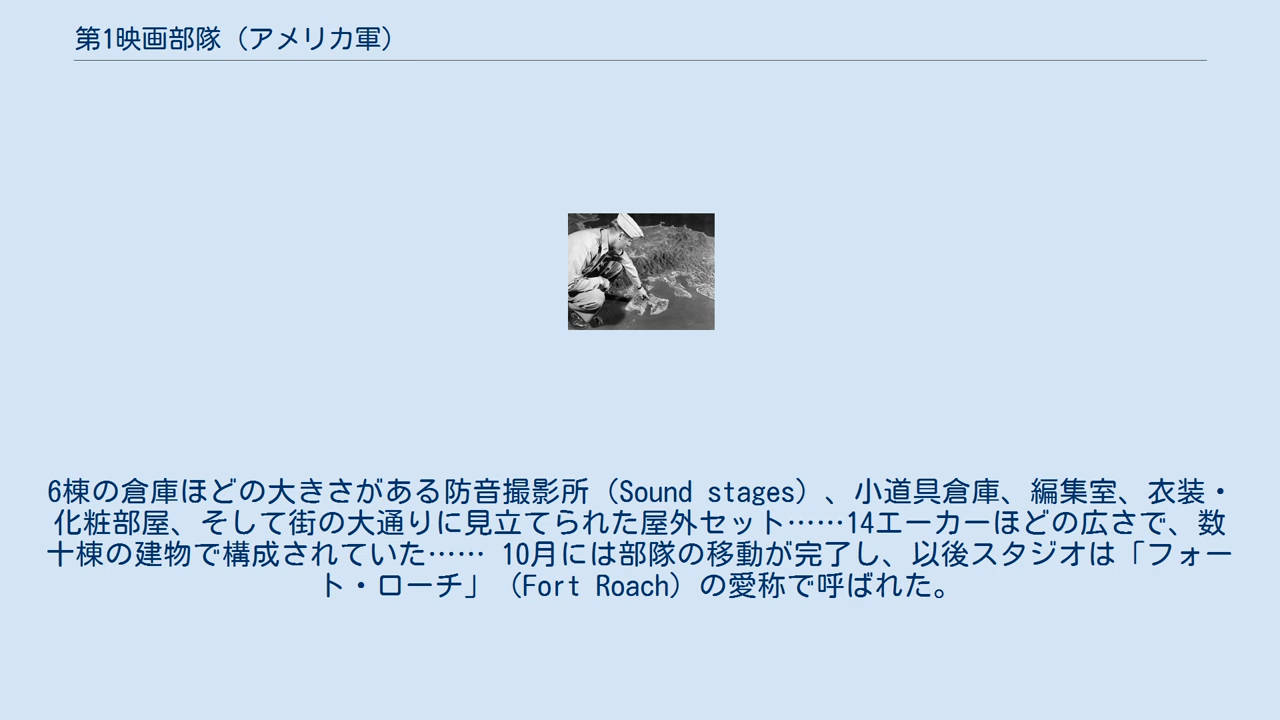 第1映画部隊（アメリカ軍）
6棟の倉庫ほどの大きさがある防音撮影所（Sound stages）、小道具倉庫、編集室、衣装・
化粧部屋、そして街の大通りに見立てられた屋外セット……14エーカーほどの広さで、数
十棟の建物で構成されていた…… 10月には部隊の移動が完了し、以後スタジオは「フォー
ト・ローチ」（Fort Roach）の愛称で呼ばれた。